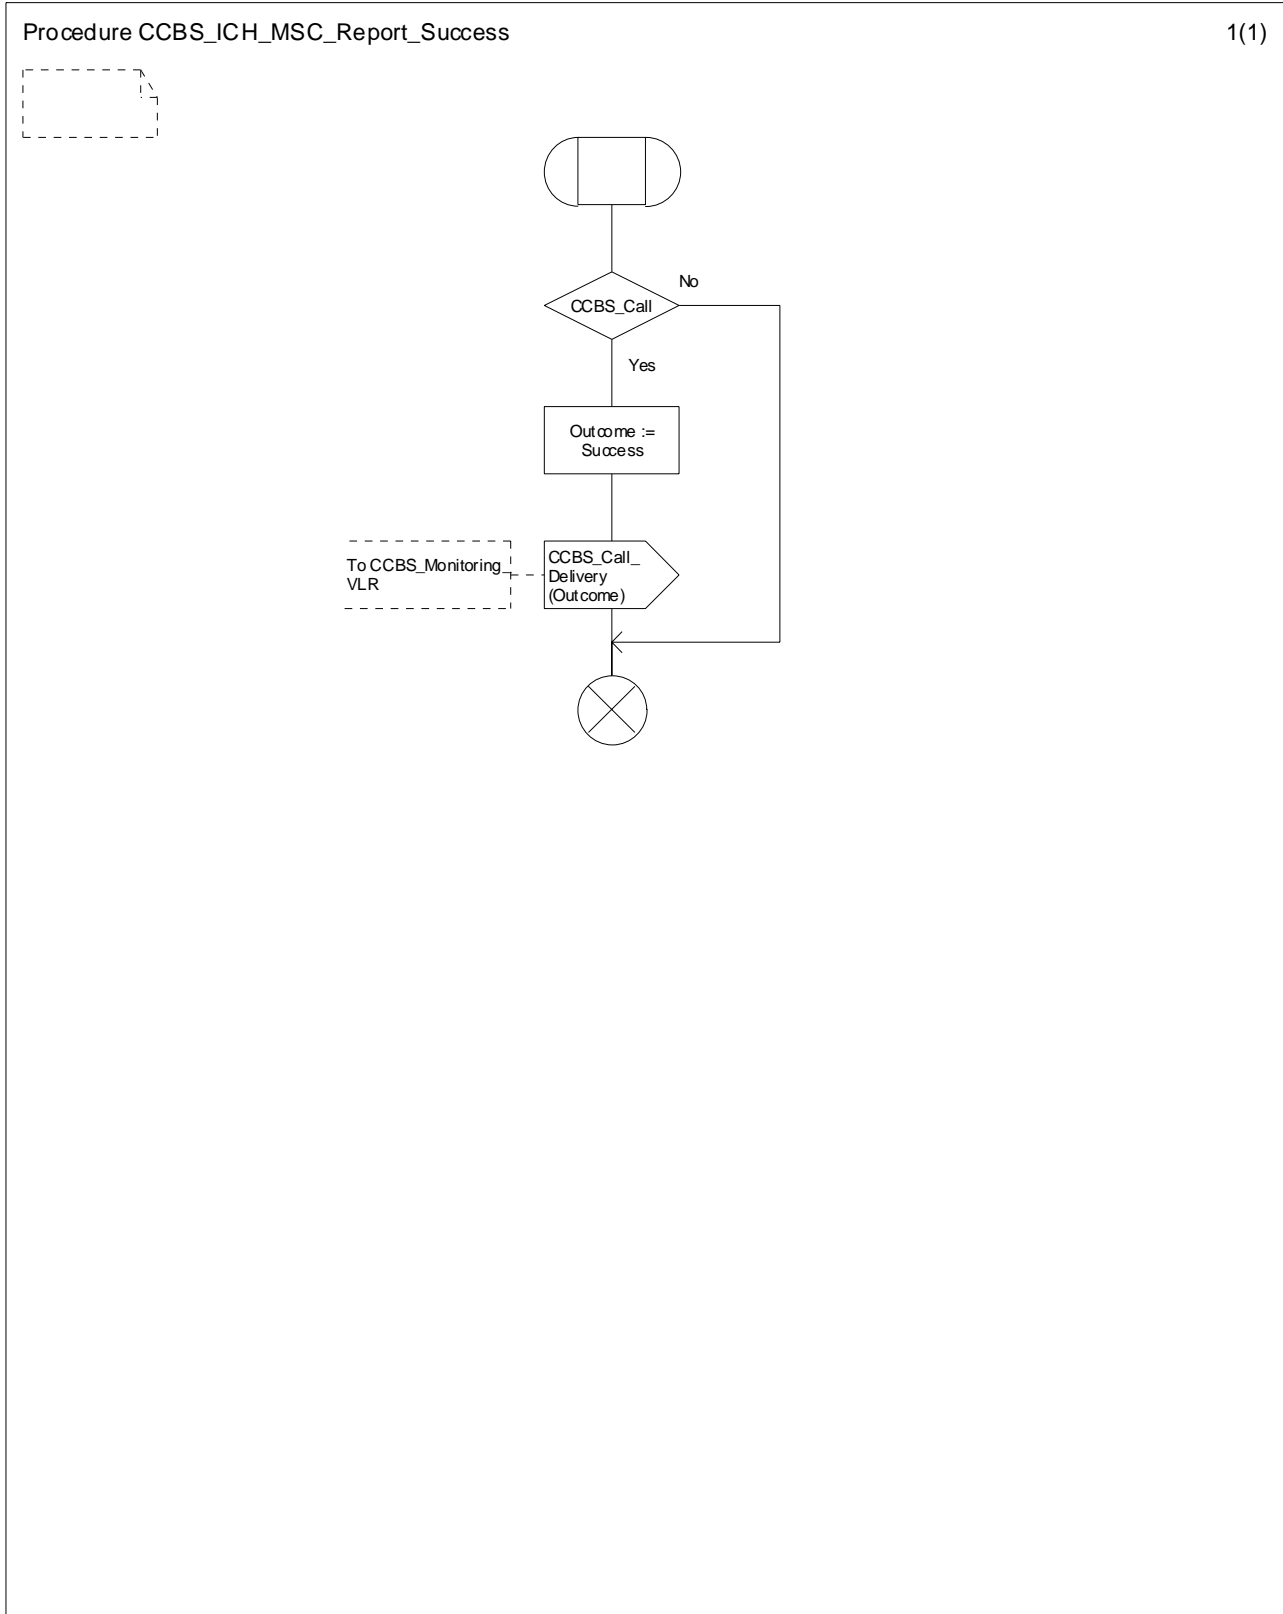 Procedure CCBS_ICH_MSC_Report_Success
1(1)
No
CCBS_Call
Yes
Outcome :=
Success
To CCBS_Monitoring_
VLR
CCBS_Call_
Delivery
(Outcome)